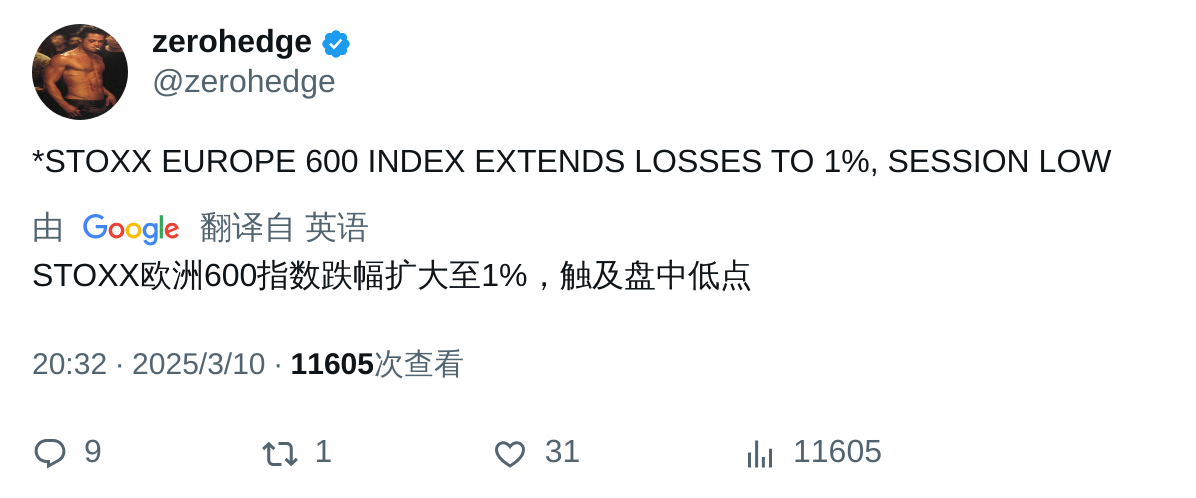 zerohedge
@zerohedge
*STOXX EUROPE 600 INDEX EXTENDS LOSSES TO 1%, SESSION LOW
由 Google 翻译自 英语
STOXX欧洲600指数跌幅扩大至1%，触及盘中低点
20:32 · 2025/3/10 · 11605次查看
9 1 31 11605